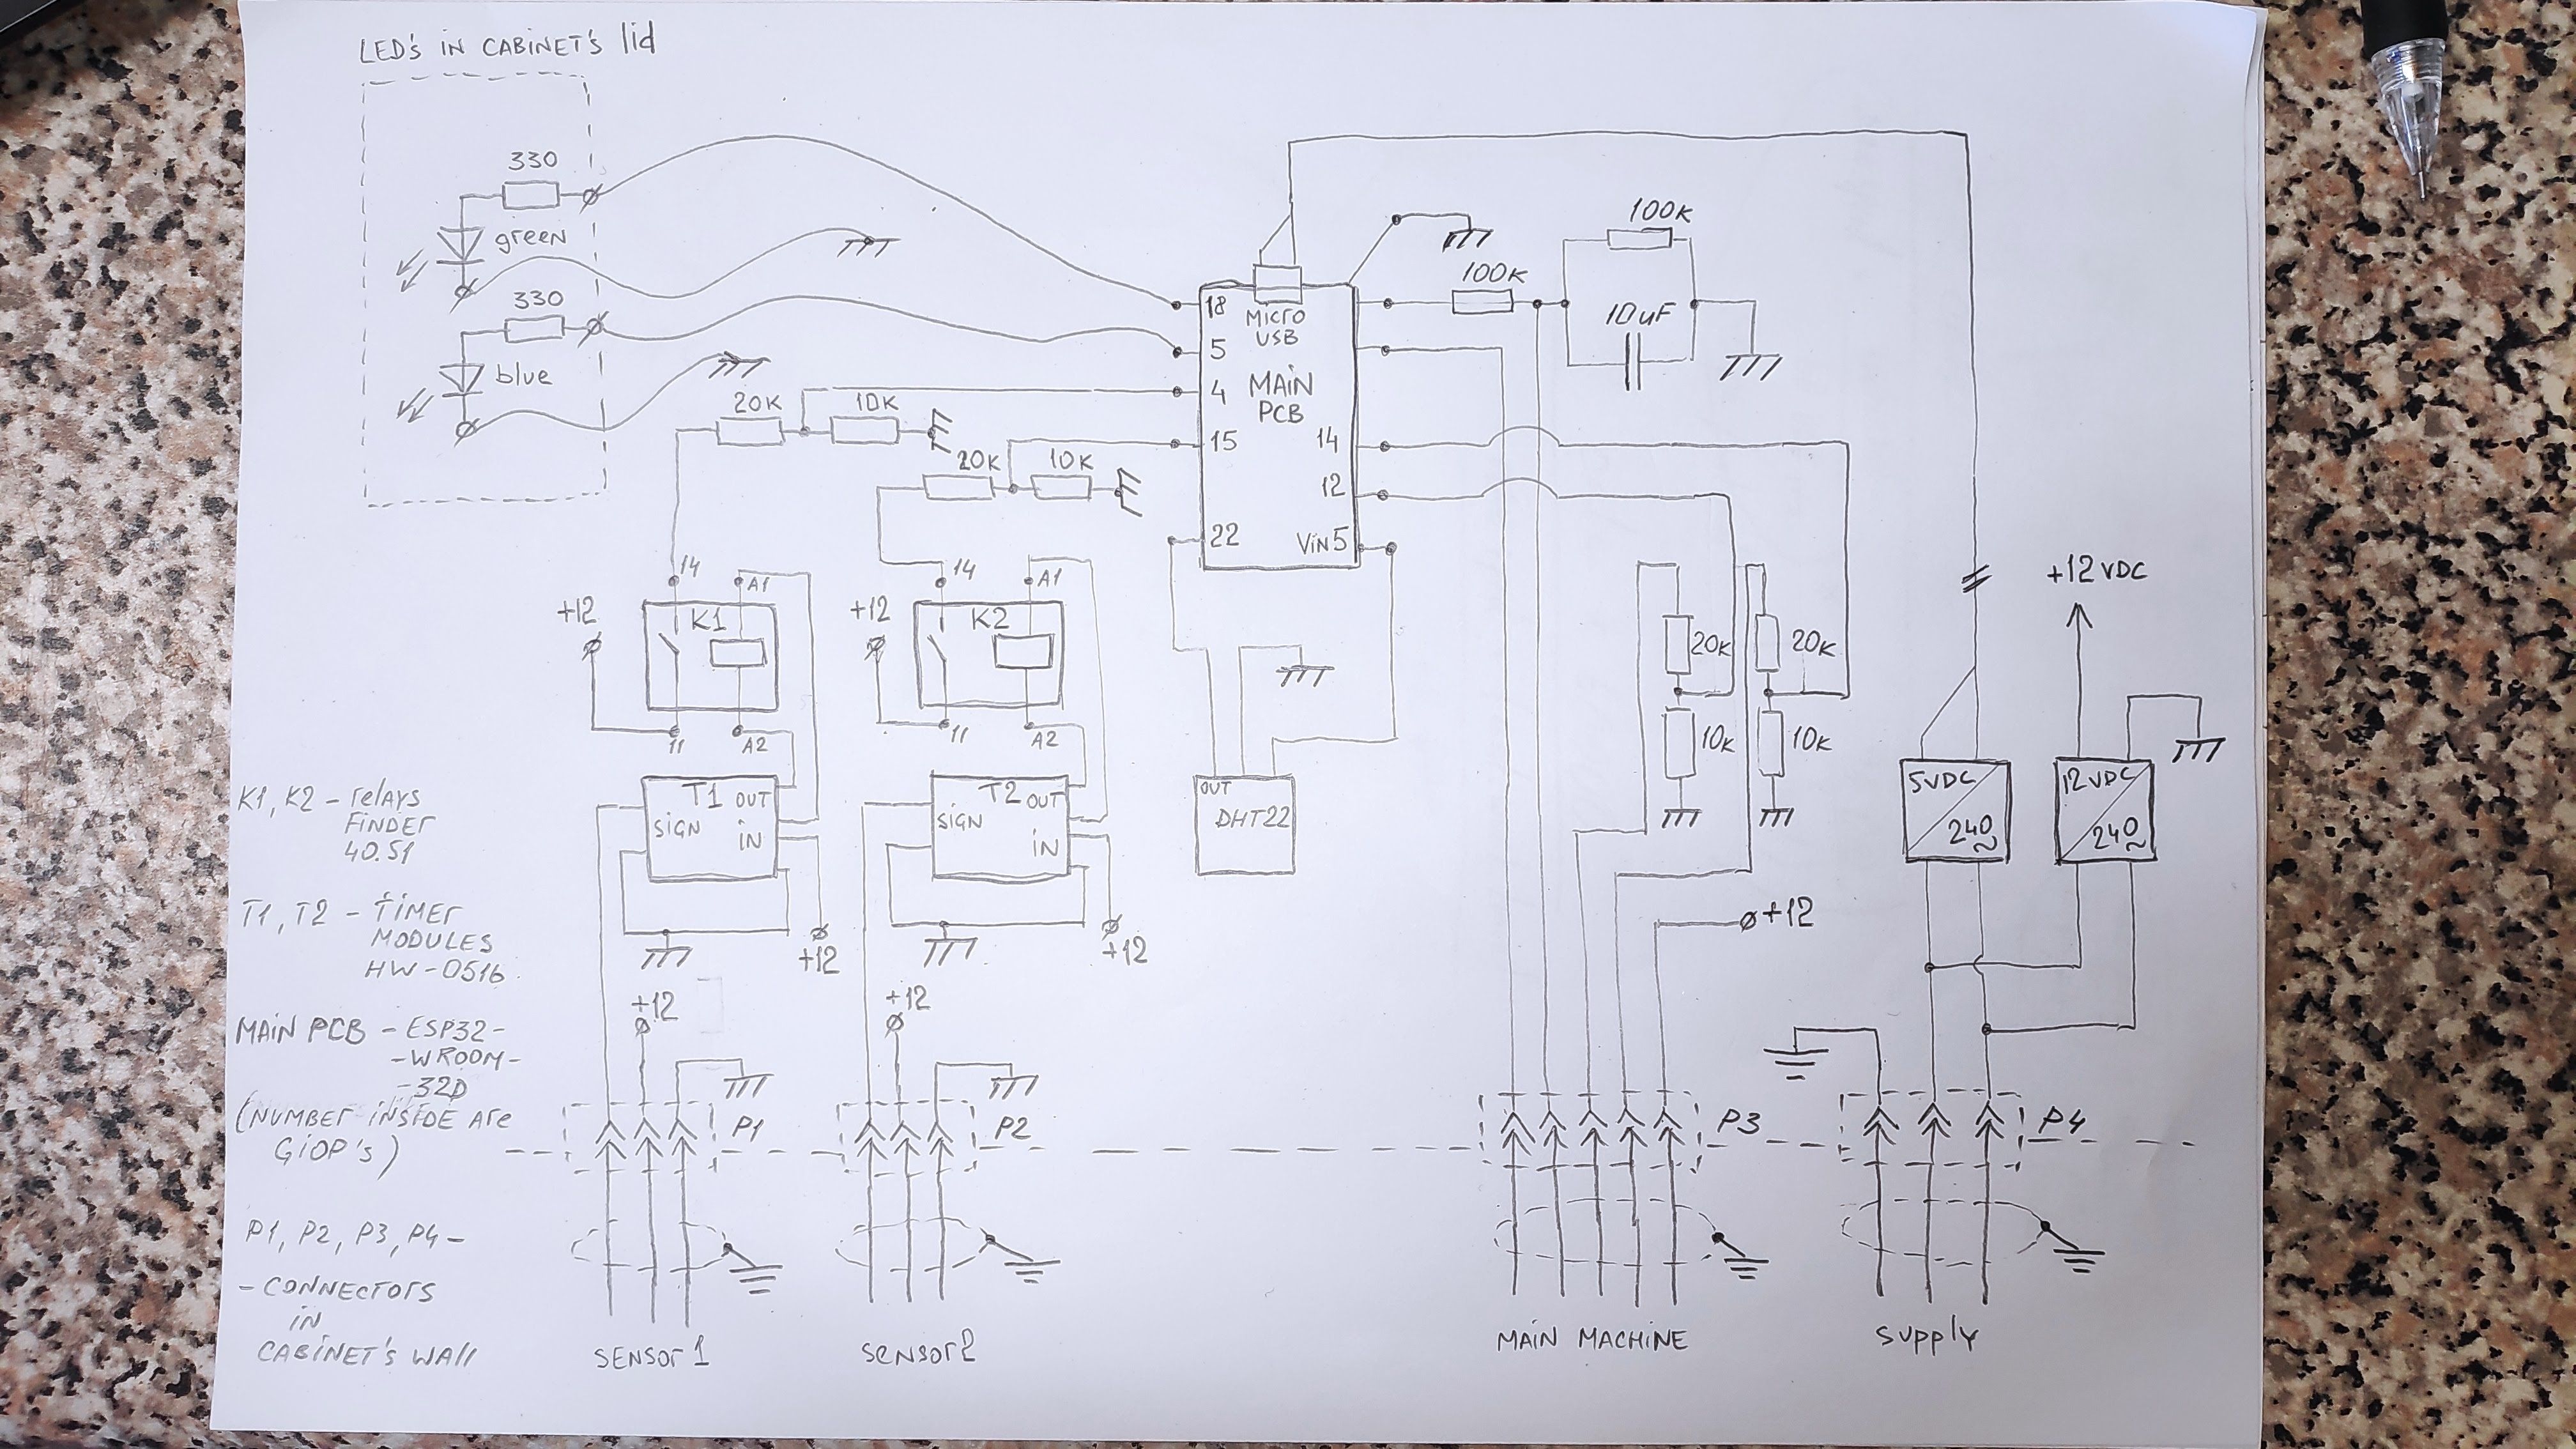 LED's IN CABINET's lid
330
green
330
blue
18
MICRO
USB
5
MAIN
PCB
4
15
14
12
22
VIN 5
100K
100K
10uF
20K
10K
20K
10K
14
A1
+12
K1
11
A2
14
A1
+12
K2
11
A2
T1 OUT
SIGN
IN
+12
T2 OUT
SIGN
IN
+12
OUT
DHT22
20K
20K
10K
10K
+12
+12 VDC
5VDC
240~
12VDC
240~
K1, K2 - relays
FINDER
40.51
T1, T2 - TIMER
MODULES
HW-0516
MAIN PCB - ESP32-
-WROOM-
-32D
(NUMBER INSIDE Are
GIOP's)
P1, P2, P3, P4 -
- CONNECTORS
IN
CABINET's WAll
+12
P1
+12
P2
P3
P4
SENSOr 1
SENSOr 2
MAIN MACHINE
Supply